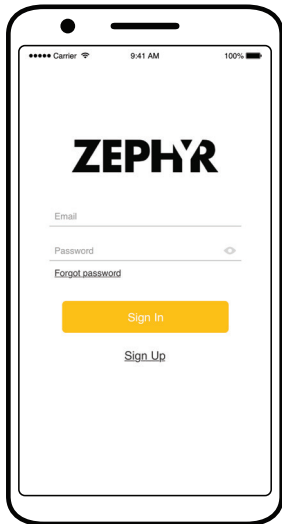 ●●●●● Carrier 9:41 AM 100%
ZEPHYR
Email
Password
Forgot password
Sign In
Sign Up